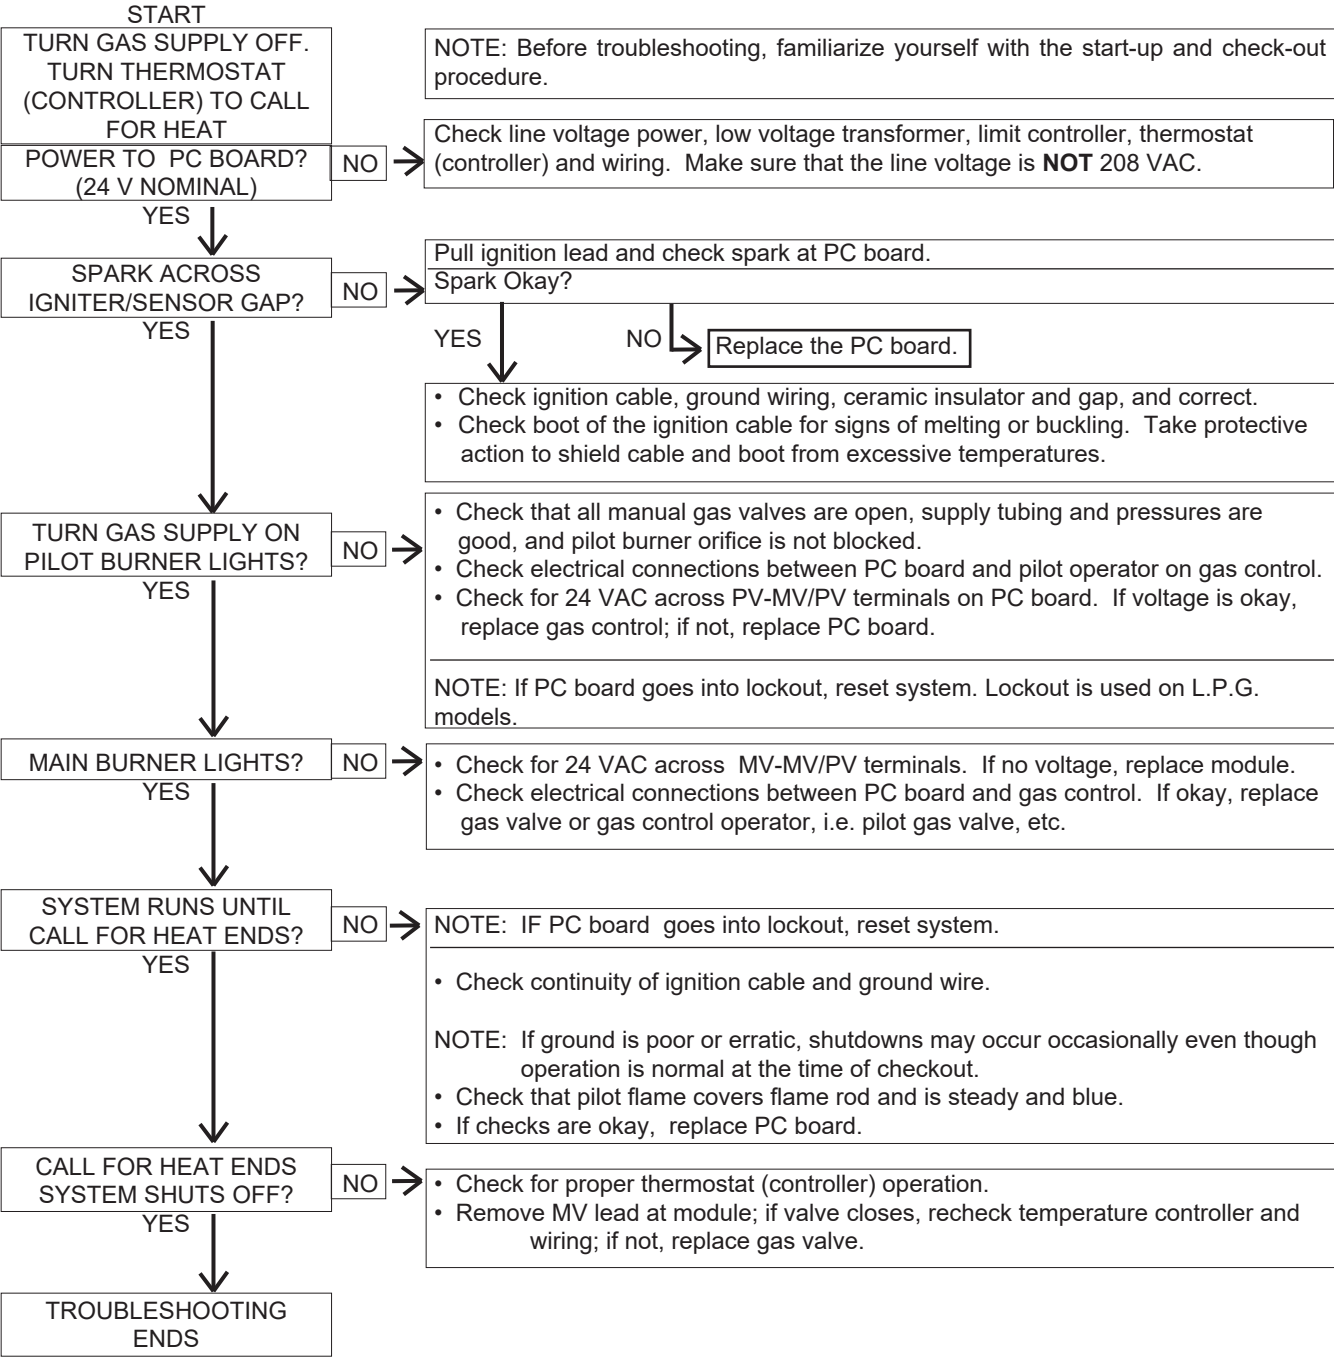 START
TURN GAS SUPPLY OFF.
TURN THERMOSTAT
(CONTROLLER) TO CALL
FOR HEAT
NOTE: Before troubleshooting, familiarize yourself with the start-up and check-out
procedure.
POWER TO PC BOARD?
(24 V NOMINAL)
NO
Check line voltage power, low voltage transformer, limit controller, thermostat
(controller) and wiring. Make sure that the line voltage is NOT 208 VAC.
YES
SPARK ACROSS
IGNITER/SENSOR GAP?
NO
Pull ignition lead and check spark at PC board.
Spark Okay?
YES
YES
NO
Replace the PC board.
• Check ignition cable, ground wiring, ceramic insulator and gap, and correct.
• Check boot of the ignition cable for signs of melting or buckling. Take protective
action to shield cable and boot from excessive temperatures.
TURN GAS SUPPLY ON
PILOT BURNER LIGHTS?
NO
• Check that all manual gas valves are open, supply tubing and pressures are
good, and pilot burner orifice is not blocked.
• Check electrical connections between PC board and pilot operator on gas control.
• Check for 24 VAC across PV-MV/PV terminals on PC board. If voltage is okay,
replace gas control; if not, replace PC board.
NOTE: If PC board goes into lockout, reset system. Lockout is used on L.P.G.
models.
YES
MAIN BURNER LIGHTS?
NO
• Check for 24 VAC across MV-MV/PV terminals. If no voltage, replace module.
• Check electrical connections between PC board and gas control. If okay, replace
gas valve or gas control operator, i.e. pilot gas valve, etc.
YES
SYSTEM RUNS UNTIL
CALL FOR HEAT ENDS?
NO
NOTE: IF PC board goes into lockout, reset system.
• Check continuity of ignition cable and ground wire.
NOTE: If ground is poor or erratic, shutdowns may occur occasionally even though
operation is normal at the time of checkout.
• Check that pilot flame covers flame rod and is steady and blue.
• If checks are okay, replace PC board.
YES
CALL FOR HEAT ENDS
SYSTEM SHUTS OFF?
NO
• Check for proper thermostat (controller) operation.
• Remove MV lead at module; if valve closes, recheck temperature controller and
wiring; if not, replace gas valve.
YES
TROUBLESHOOTING
ENDS